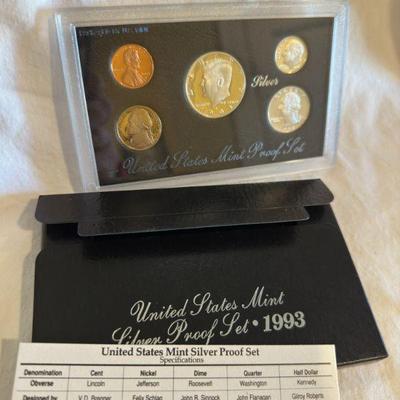 Silver
United States Mint Proof Set
United States Mint
Silver Proof Set • 1993
United States Mint Silver Proof Set
Specifications
Denomination Cent Nickel Dime Quarter Half Dollar
Obverse Lincoln Jefferson Roosevelt Washington Kennedy
Designed by V.D. Brenner Felix Schlag John R. Sinnock John Flanagan Gilroy Roberts